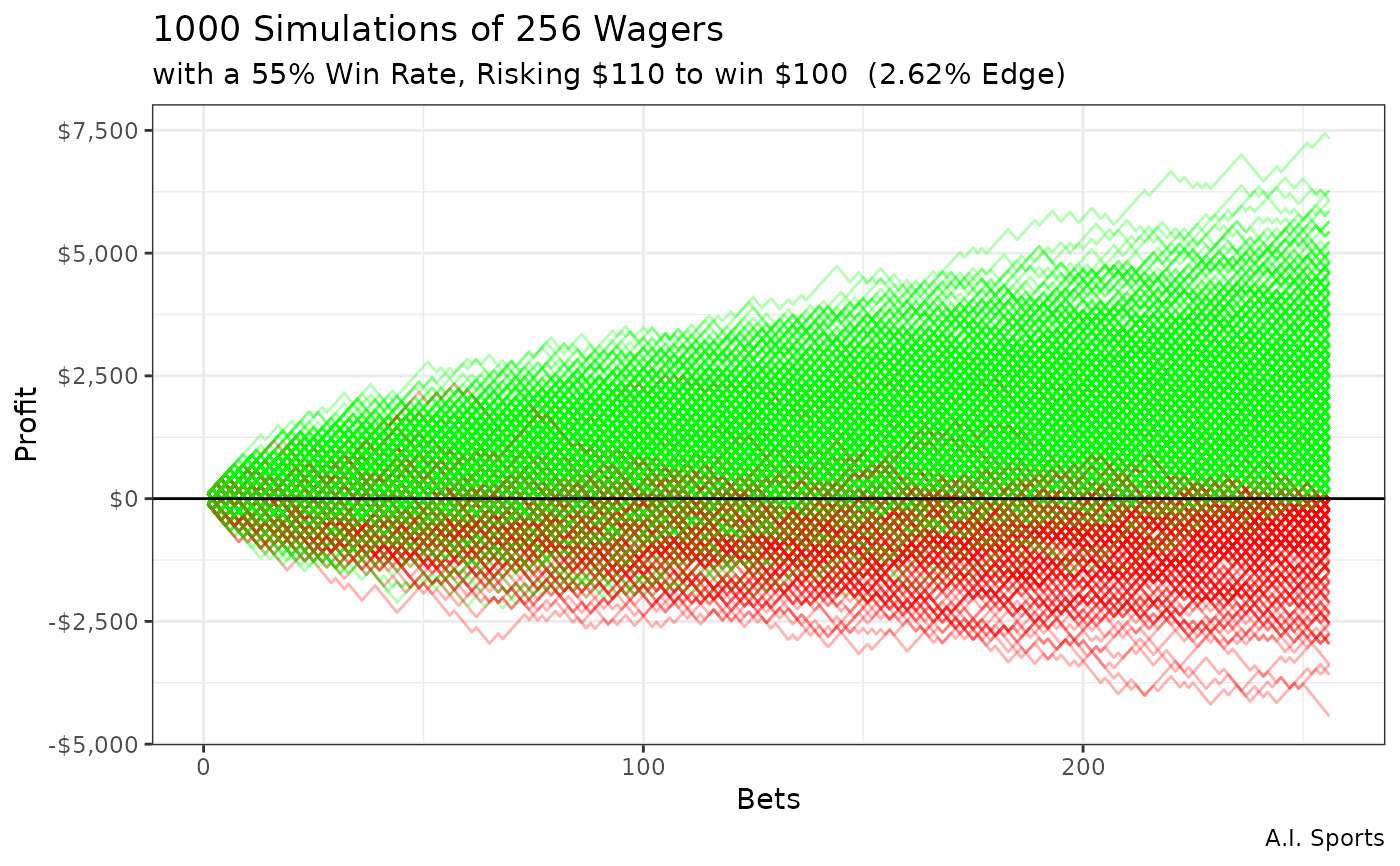 1000 Simulations of 256 Wagers
with a 55% Win Rate, Risking $110 to win $100  (2.62% Edge)
$7,500
$5,000
$2,500
$0
-$2,500
-$5,000
Profit
0
100
200
Bets
A.I. Sports